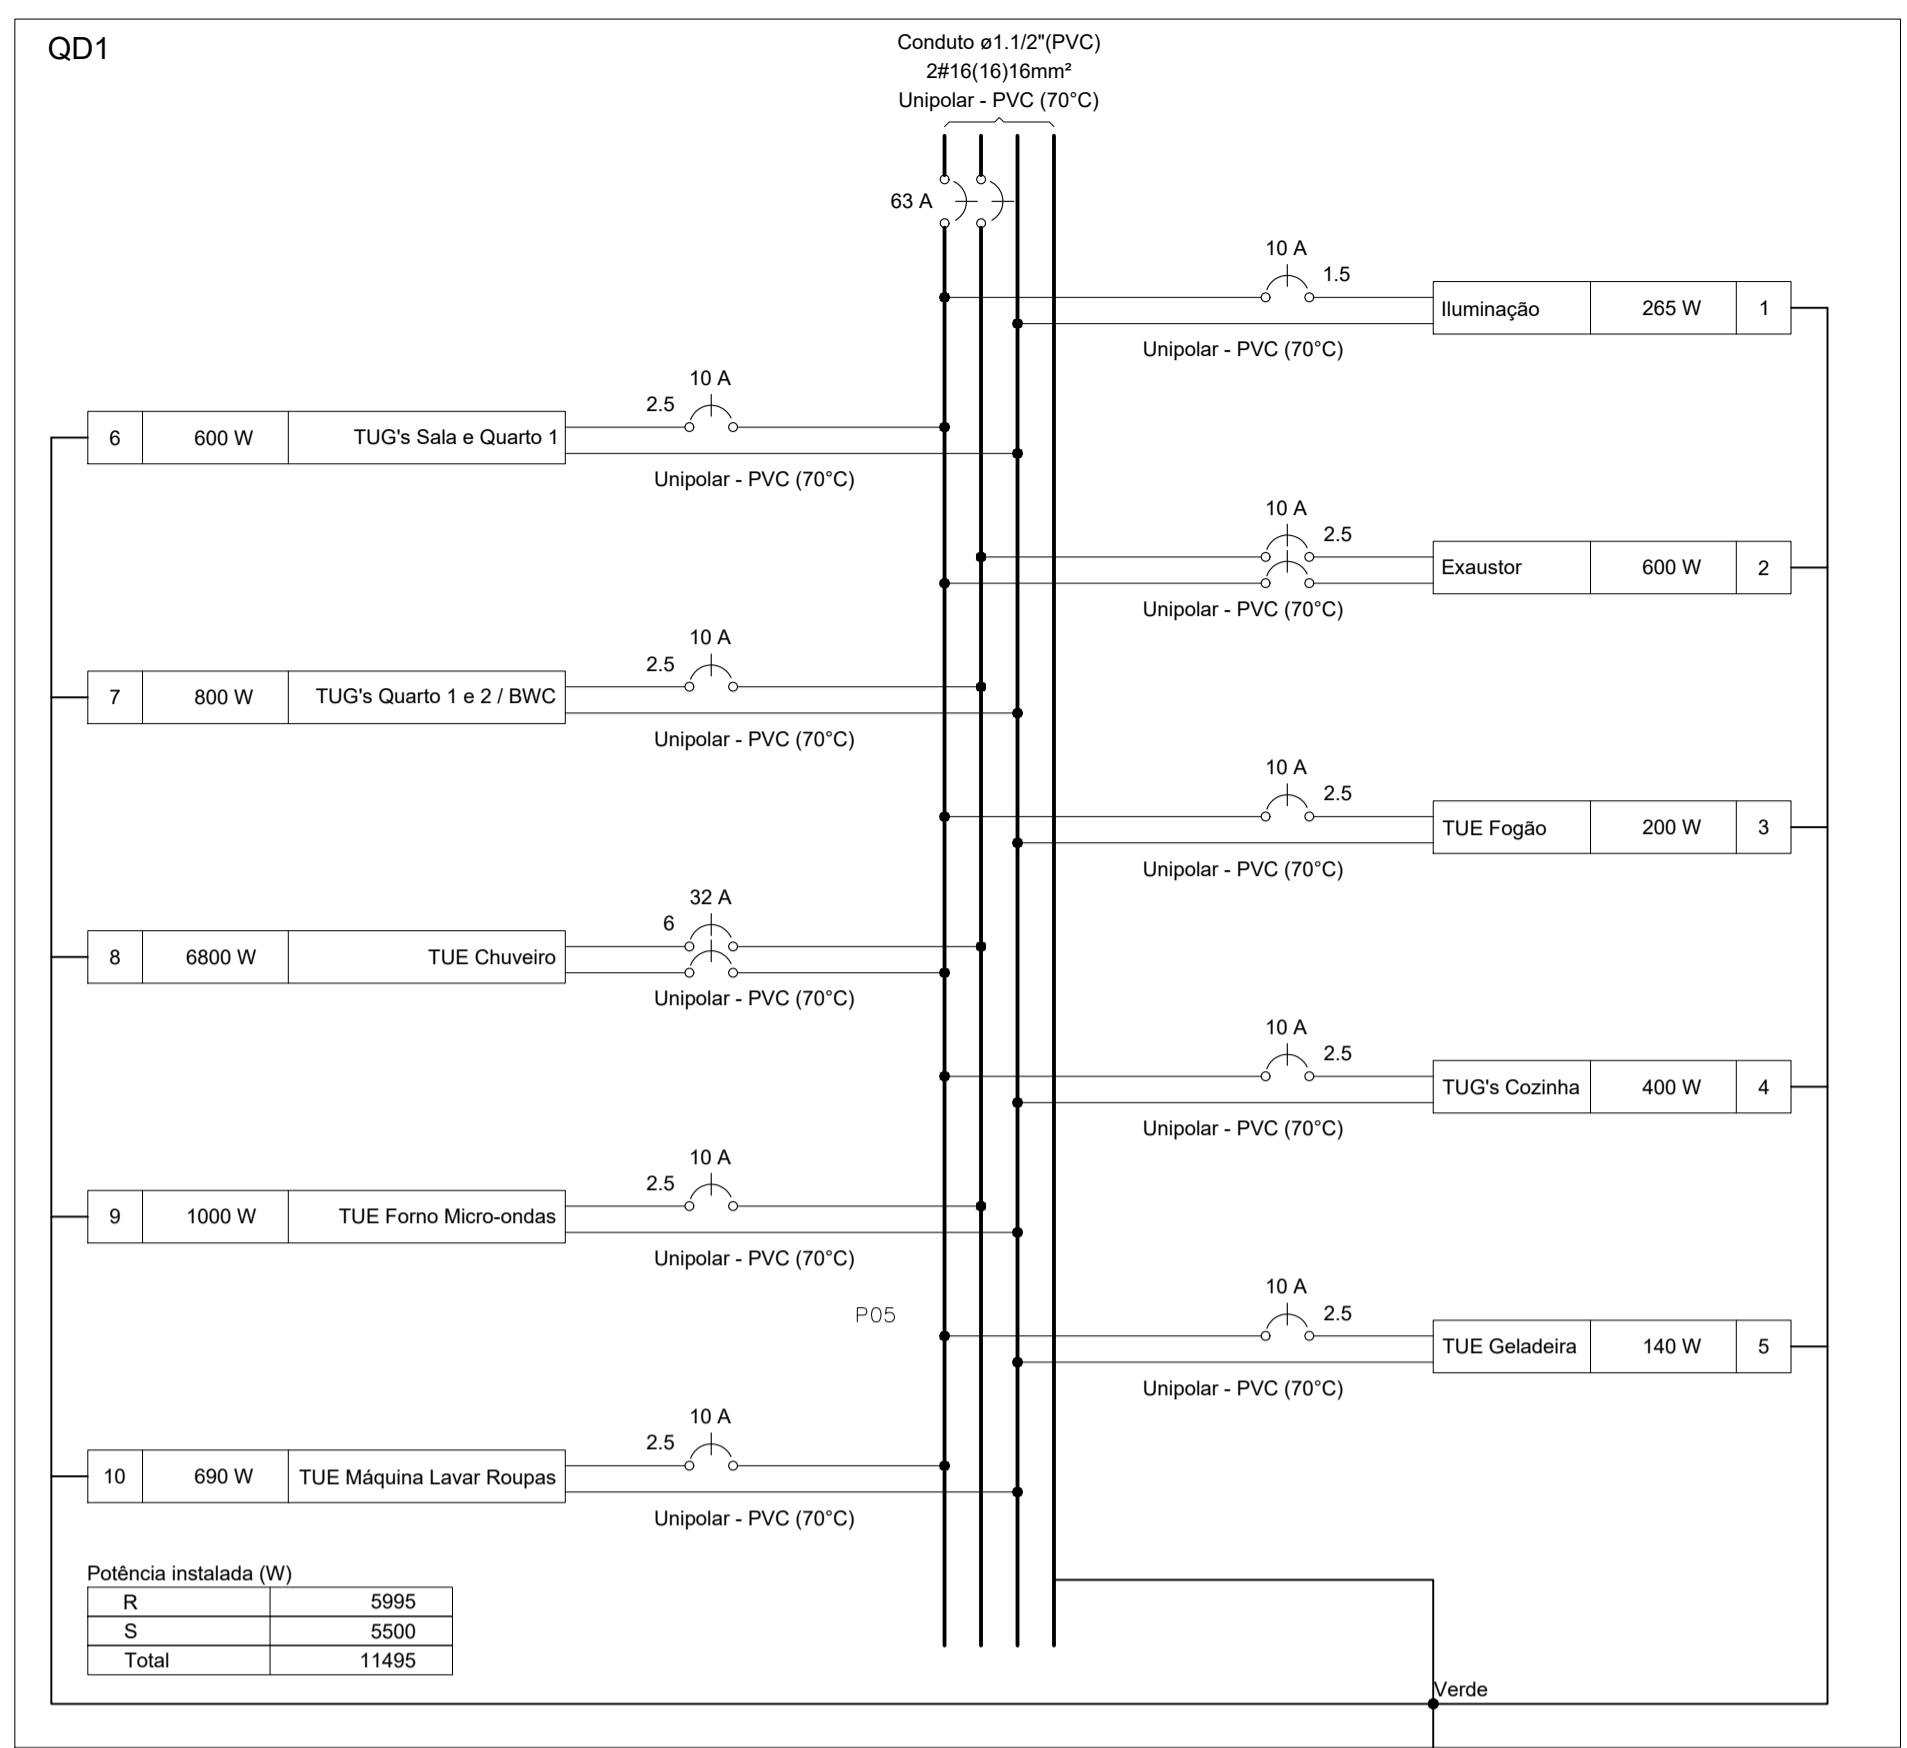 QD1
Conduto ø1.1/2"(PVC)
2#16(16)16mm²
Unipolar - PVC (70°C)
63 A
10 A
1.5
Iluminação 265 W 1
Unipolar - PVC (70°C)
10 A
2.5
6 600 W TUG's Sala e Quarto 1
Unipolar - PVC (70°C)
10 A
2.5
Exaustor 600 W 2
Unipolar - PVC (70°C)
10 A
2.5
7 800 W TUG's Quarto 1 e 2 / BWC
Unipolar - PVC (70°C)
10 A
2.5
TUE Fogão 200 W 3
Unipolar - PVC (70°C)
32 A
6
8 6800 W TUE Chuveiro
Unipolar - PVC (70°C)
10 A
2.5
TUG's Cozinha 400 W 4
Unipolar - PVC (70°C)
10 A
2.5
9 1000 W TUE Forno Micro-ondas
Unipolar - PVC (70°C)
P05
10 A
2.5
TUE Geladeira 140 W 5
Unipolar - PVC (70°C)
10 A
2.5
10 690 W TUE Máquina Lavar Roupas
Unipolar - PVC (70°C)
Potência instalada (W)
R 5995
S 5500
Total 11495
Verde